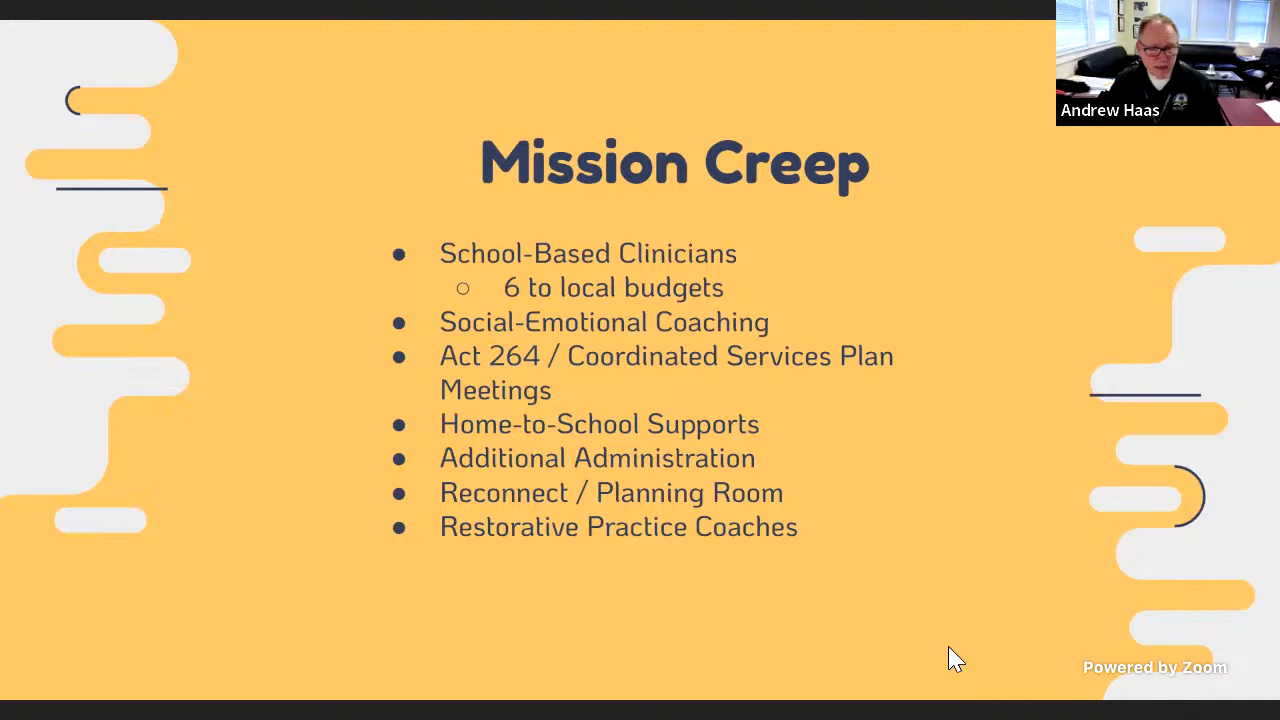 Andrew Haas
Mission Creep
● School-Based Clinicians
○ 6 to local budgets
● Social-Emotional Coaching
● Act 264 / Coordinated Services Plan
Meetings
● Home-to-School Supports
● Additional Administration
● Reconnect / Planning Room
● Restorative Practice Coaches
Powered by Zoom